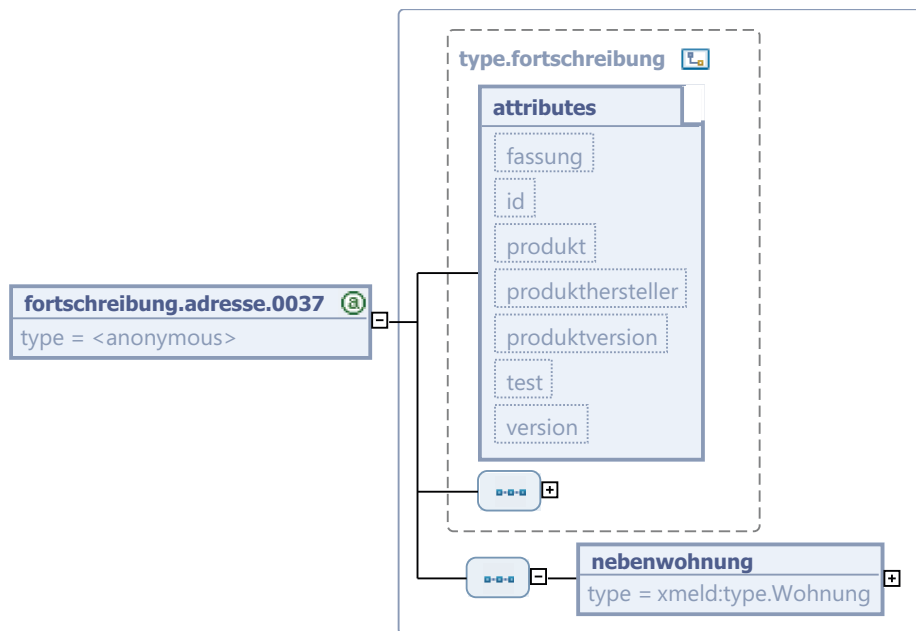 type.fortschreibung
attributes
fassung
id
produkt
produkthersteller
produktversion
test
version
fortschreibung.adresse.0037 @
type = <anonymous>
nebenwohnung
type = xmeld:type.Wohnung